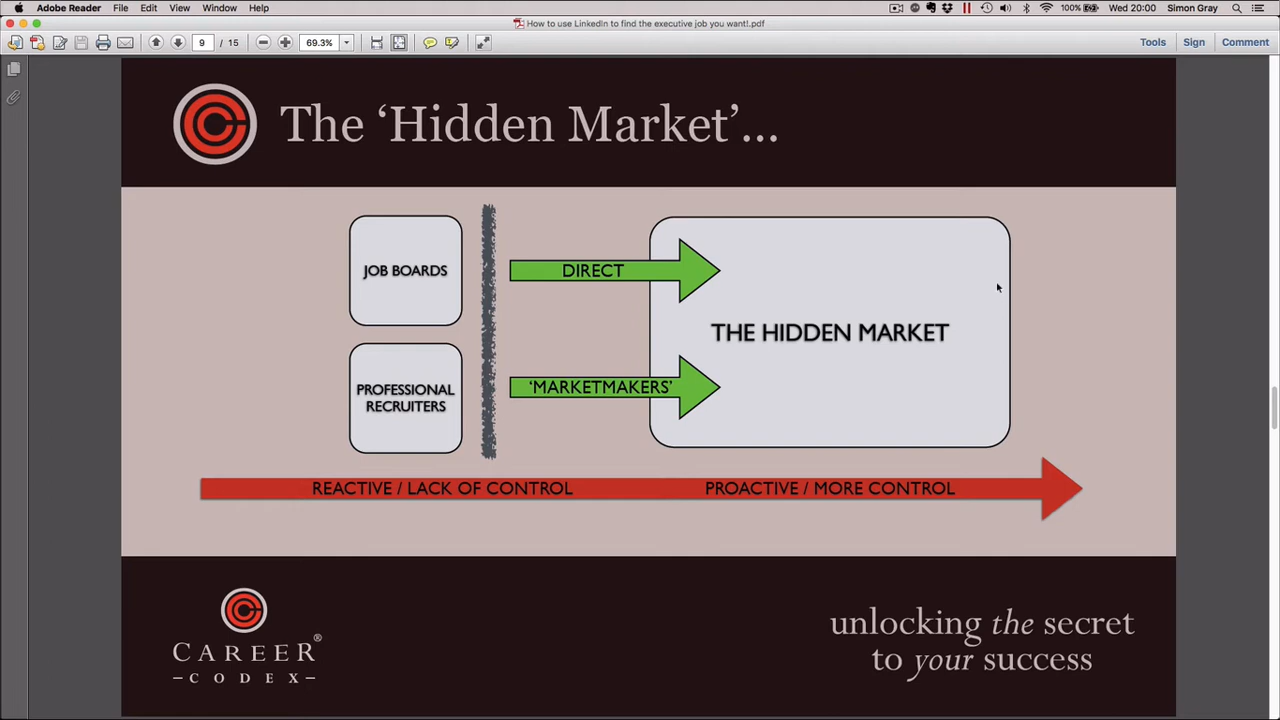 Adobe Reader File Edit View Window Help 100% Wed 20:00 Simon Gray
How to use LinkedIn to find the executive job you want!.pdf
9 / 15 69.3% Tools Sign Comment
The ‘Hidden Market’...
JOB BOARDS
DIRECT
THE HIDDEN MARKET
PROFESSIONAL
RECRUITERS
‘MARKETMAKERS’
REACTIVE / LACK OF CONTROL PROACTIVE / MORE CONTROL
CAREER®
–CODEX–
unlocking the secret
to your success